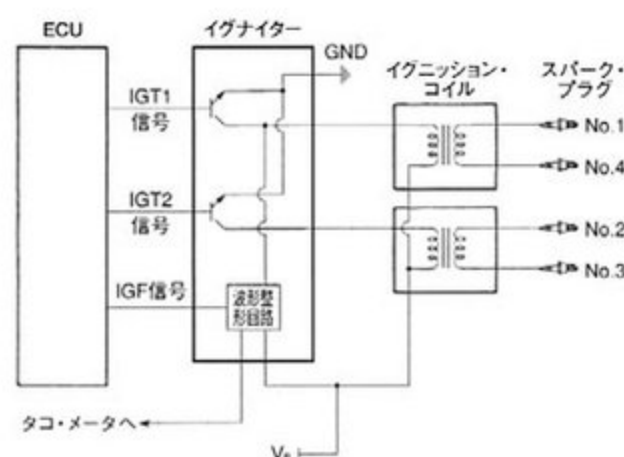 ECU
イグナイター
GND
イグニッション・
コイル
スパーク・
プラグ
IGT1
信号
No.1
No.4
IGT2
信号
No.2
No.3
IGF信号
波形整
形回路
タコ・メータへ